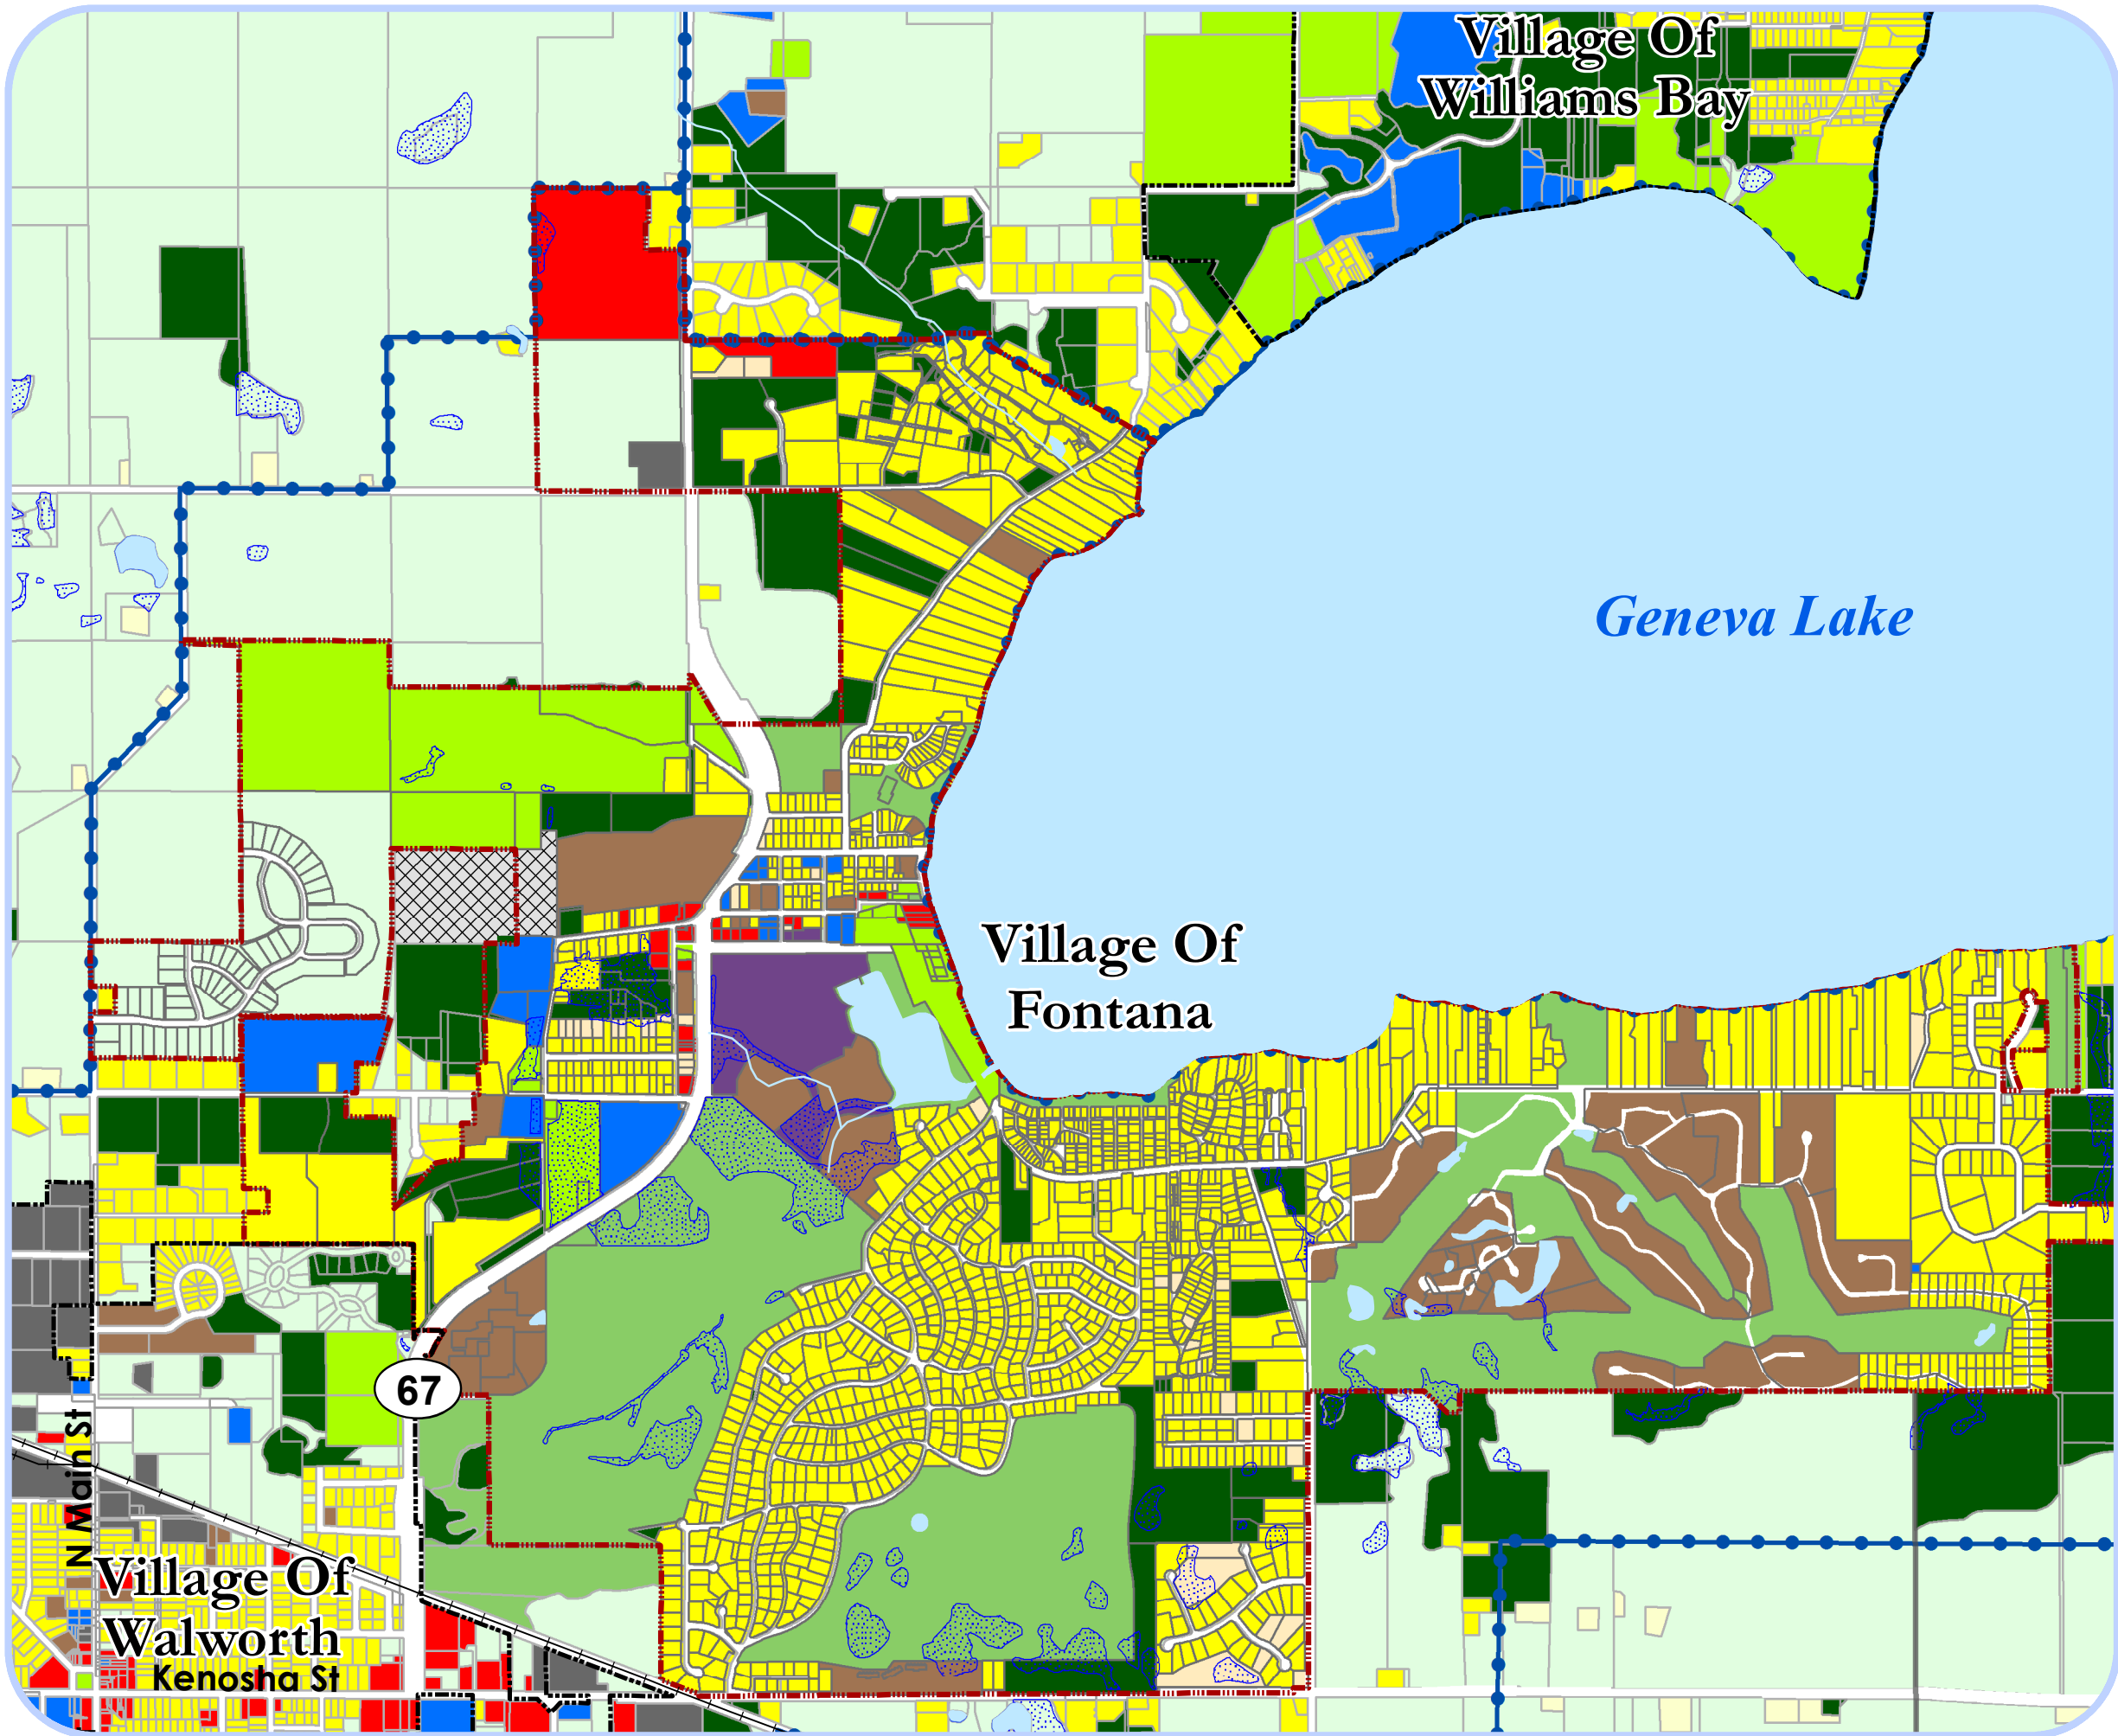 Village Of
Williams Bay
Geneva Lake
Village Of
Fontana
67
N Main St
Village Of
Walworth
Kenosha St